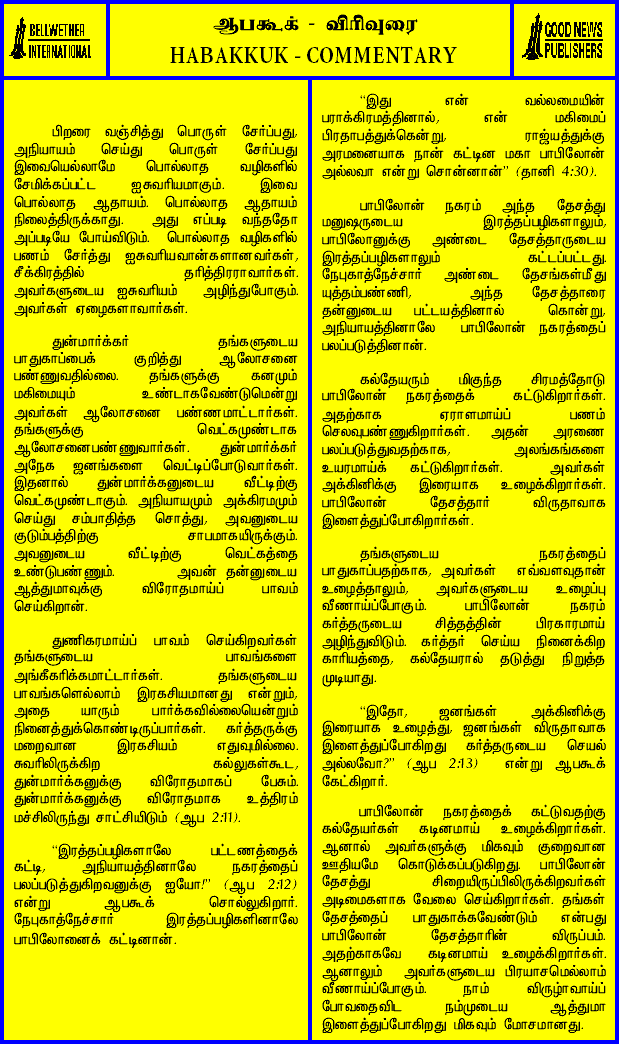 BELLWETHER
INTERNATIONAL
ஆபகூக் - விரிவுரை
HABAKKUK - COMMENTARY
GOOD NEWS
PUBLISHERS
பிறரை வஞ்சித்து பொருள் சேர்ப்பது,
அநியாயம் செய்து பொருள் சேர்ப்பது
இவையெல்லாமே பொல்லாத வழிகளில்
சேமிக்கப்பட்ட ஐசுவரியமாகும். இவை
பொல்லாத ஆதாயம். பொல்லாத ஆதாயம்
நிலைத்திருக்காது. அது எப்படி வந்ததோ
அப்படியே போய்விடும். பொல்லாத வழிகளில்
பணம் சேர்த்து ஐசுவரியவான்களானவர்கள்,
சீக்கிரத்தில் தரித்திரராவார்கள்.
அவர்களுடைய ஐசுவரியம் அழிந்துபோகும்.
அவர்கள் ஏழைகளாவார்கள்.
துன்மார்க்கர் தங்களுடைய
பாதுகாப்பைக் குறித்து ஆலோசனை
பண்ணுவதில்லை. தங்களுக்கு கனமும்
மகிமையும் உண்டாகவேண்டுமென்று
அவர்கள் ஆலோசனை பண்ணமாட்டார்கள்.
தங்களுக்கு வெட்கமுண்டாக
ஆலோசனைபண்ணுவார்கள். துன்மார்க்கர்
அநேக ஜனங்களை வெட்டிப்போடுவார்கள்.
இதனால் துன்மார்க்கனுடைய வீட்டிற்கு
வெட்கமுண்டாகும். அநியாயமும் அக்கிரமமும்
செய்து சம்பாதித்த சொத்து, அவனுடைய
குடும்பத்திற்கு சாபமாகயிருக்கும்.
அவனுடைய வீட்டிற்கு வெட்கத்தை
உண்டுபண்ணும். அவன் தன்னுடைய
ஆத்துமாவுக்கு விரோதமாய்ப் பாவம்
செய்கிறான்.
துணிகரமாய்ப் பாவம் செய்கிறவர்கள்
தங்களுடைய பாவங்களை
அங்கீகரிக்கமாட்டார்கள். தங்களுடைய
பாவங்களெல்லாம் இரகசியமானது என்றும்,
அதை யாரும் பார்க்கவில்லையென்றும்
நினைத்துக்கொண்டிருப்பார்கள். கர்த்தருக்கு
மறைவான இரகசியம் எதுவுமில்லை.
சுவரிலிருக்கிற கல்லுகள்கூட,
துன்மார்க்கனுக்கு விரோதமாகப் பேசும்.
துன்மார்க்கனுக்கு விரோதமாக உத்திரம்
மச்சிலிருந்து சாட்சியிடும் (ஆப 2:11).
"இரத்தப்பழிகளாலே பட்டணத்தைக்
கட்டி, அநியாயத்தினாலே நகரத்தைப்
பலப்படுத்துகிறவனுக்கு ஐயோ!" (ஆப 2:12)
என்று ஆபகூக் சொல்லுகிறார்.
நேபுகாத்நேச்சார் இரத்தப்பழிகளினாலே
பாபிலோனைக் கட்டினான்.
"இது என் வல்லமையின்
பராக்கிரமத்தினால், என் மகிமைப்
பிரதாபத்துக்கென்று, ராஜ்யத்துக்கு
அரமனையாக நான் கட்டின மகா பாபிலோன்
அல்லவா என்று சொன்னான்" (தானி 4:30).
பாபிலோன் நகரம் அந்த தேசத்து
மனுஷருடைய இரத்தப்பழிகளாலும்,
பாபிலோனுக்கு அண்டை தேசத்தாருடைய
இரத்தப்பழிகளாலும் கட்டப்பட்டது.
நேபுகாத்நேச்சார் அண்டை தேசங்கள்மீது
யுத்தம்பண்ணி, அந்த தேசத்தாரை
தன்னுடைய பட்டயத்தினால் கொன்று,
அநியாயத்தினாலே பாபிலோன் நகரத்தைப்
பலப்படுத்தினான்.
கல்தேயரும் மிகுந்த சிரமத்தோடு
பாபிலோன் நகரத்தைக் கட்டுகிறார்கள்.
அதற்காக ஏராளமாய்ப் பணம்
செலவுபண்ணுகிறார்கள். அதன் அரணை
பலப்படுத்துவதற்காக, அலங்கங்களை
உயரமாய்க் கட்டுகிறார்கள். அவர்கள்
அக்கினிக்கு இரையாக உழைக்கிறார்கள்.
பாபிலோன் தேசத்தார் விருதாவாக
இளைத்துப்போகிறார்கள்.
தங்களுடைய நகரத்தைப்
பாதுகாப்பதற்காக, அவர்கள் எவ்வளவுதான்
உழைத்தாலும், அவர்களுடைய உழைப்பு
வீணாய்ப்போகும். பாபிலோன் நகரம்
கர்த்தருடைய சித்தத்தின் பிரகாரமாய்
அழிந்துவிடும். கர்த்தர் செய்ய நினைக்கிற
காரியத்தை, கல்தேயரால் தடுத்து நிறுத்த
முடியாது.
"இதோ, ஜனங்கள் அக்கினிக்கு
இரையாக உழைத்து, ஜனங்கள் விருதாவாக
இளைத்துப்போகிறது கர்த்தருடைய செயல்
அல்லவோ?" (ஆப 2:13) என்று ஆபகூக்
கேட்கிறார்.
பாபிலோன் நகரத்தைக் கட்டுவதற்கு
கல்தேயர்கள் கடினமாய் உழைக்கிறார்கள்.
ஆனால் அவர்களுக்கு மிகவும் குறைவான
ஊதியமே கொடுக்கப்படுகிறது. பாபிலோன்
தேசத்து சிறையிருப்பிலிருக்கிறவர்கள்
அடிமைகளாக வேலை செய்கிறார்கள். தங்கள்
தேசத்தைப் பாதுகாக்கவேண்டும் என்பது
பாபிலோன் தேசத்தாரின் விருப்பம்.
அதற்காகவே கடினமாய் உழைக்கிறார்கள்.
ஆனாலும் அவர்களுடைய பிரயாசமெல்லாம்
வீணாய்ப்போகும். நாம் விருழாவாய்ப்
போவதைவிட நம்முடைய ஆத்துமா
இளைத்துப்போகிறது மிகவும் மோசமானது.